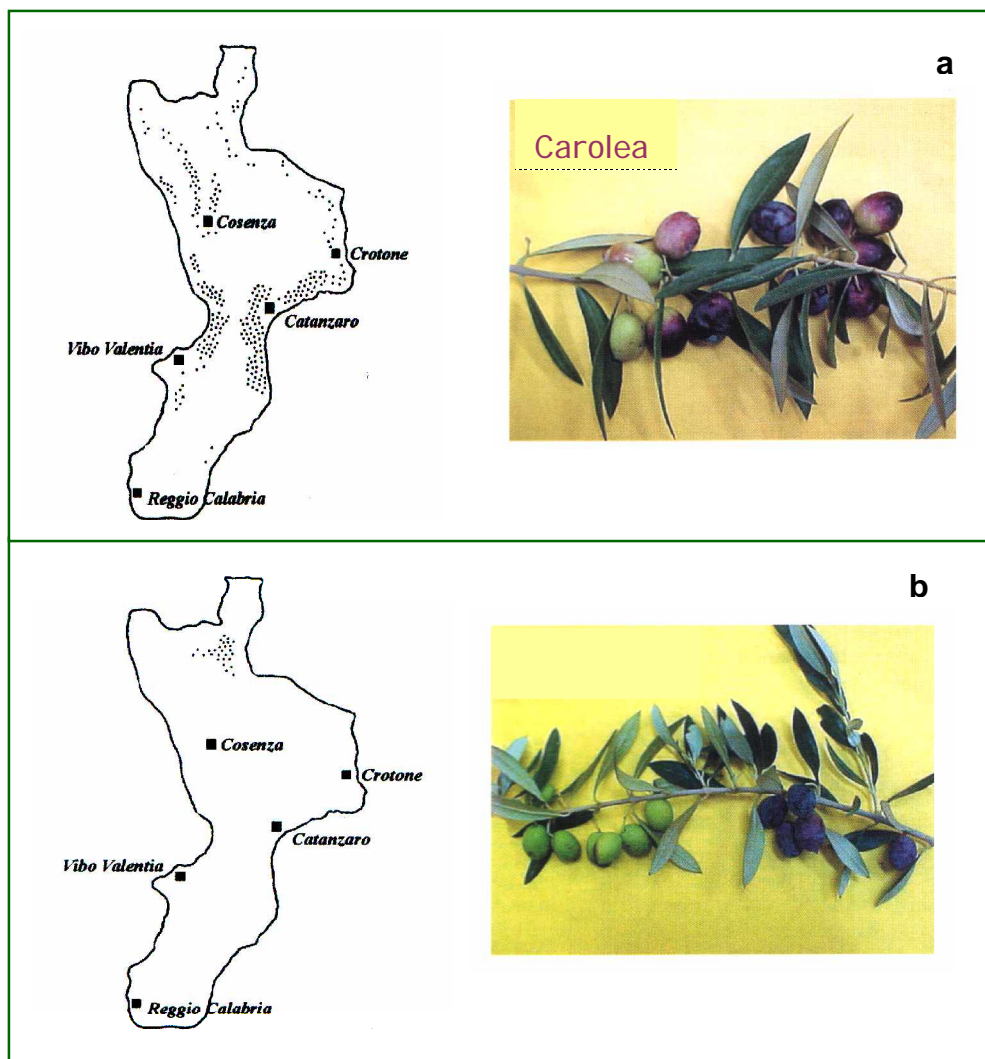 a
Carolea
Cosenza
Crotone
Catanzaro
Vibo Valentia
Reggio Calabria
b
Cosenza
Crotone
Catanzaro
Vibo Valentia
Reggio Calabria